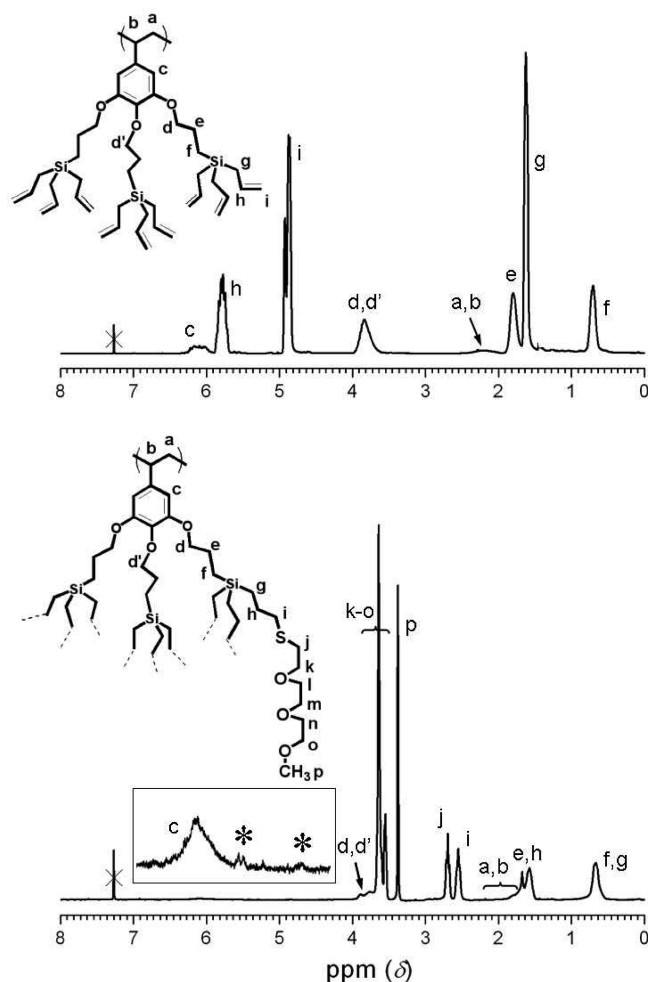 b a
c
O O
O
d e
d'
f
Si Si g
Si
h i
i
g
h
c
d,d'
a,b
e
f
8 7 6 5 4 3 2 1 0
b a
c
O O
O
d e
d'
f
Si Si g
Si
h i
S
j
k
O l
m
O n
o
O
CH3 p
k-o
p
c * *
d,d'
j
i
a,b
e,h
f,g
8 7 6 5 4 3 2 1 0
ppm (δ)